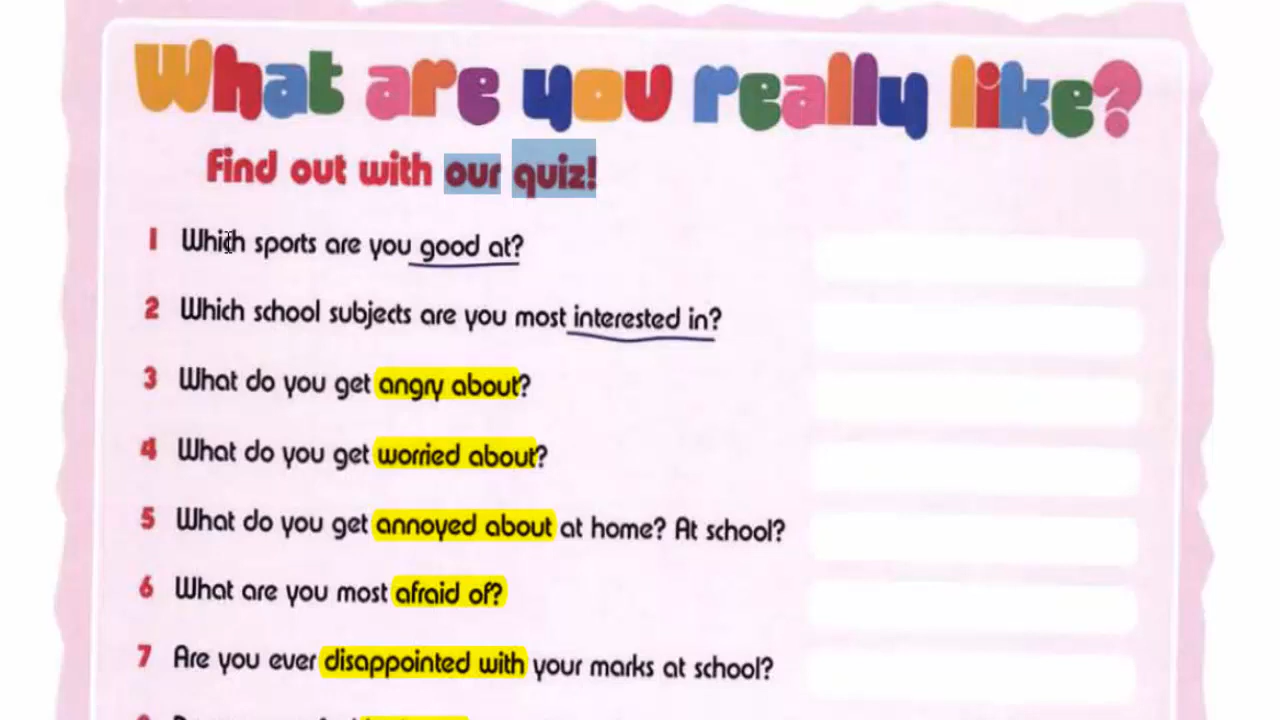 What are you really like?
Find out with our quiz!
1 Which sports are you good at?
2 Which school subjects are you most interested in?
3 What do you get angry about?
4 What do you get worried about?
5 What do you get annoyed about at home? At school?
6 What are you most afraid of?
7 Are you ever disappointed with your marks at school?